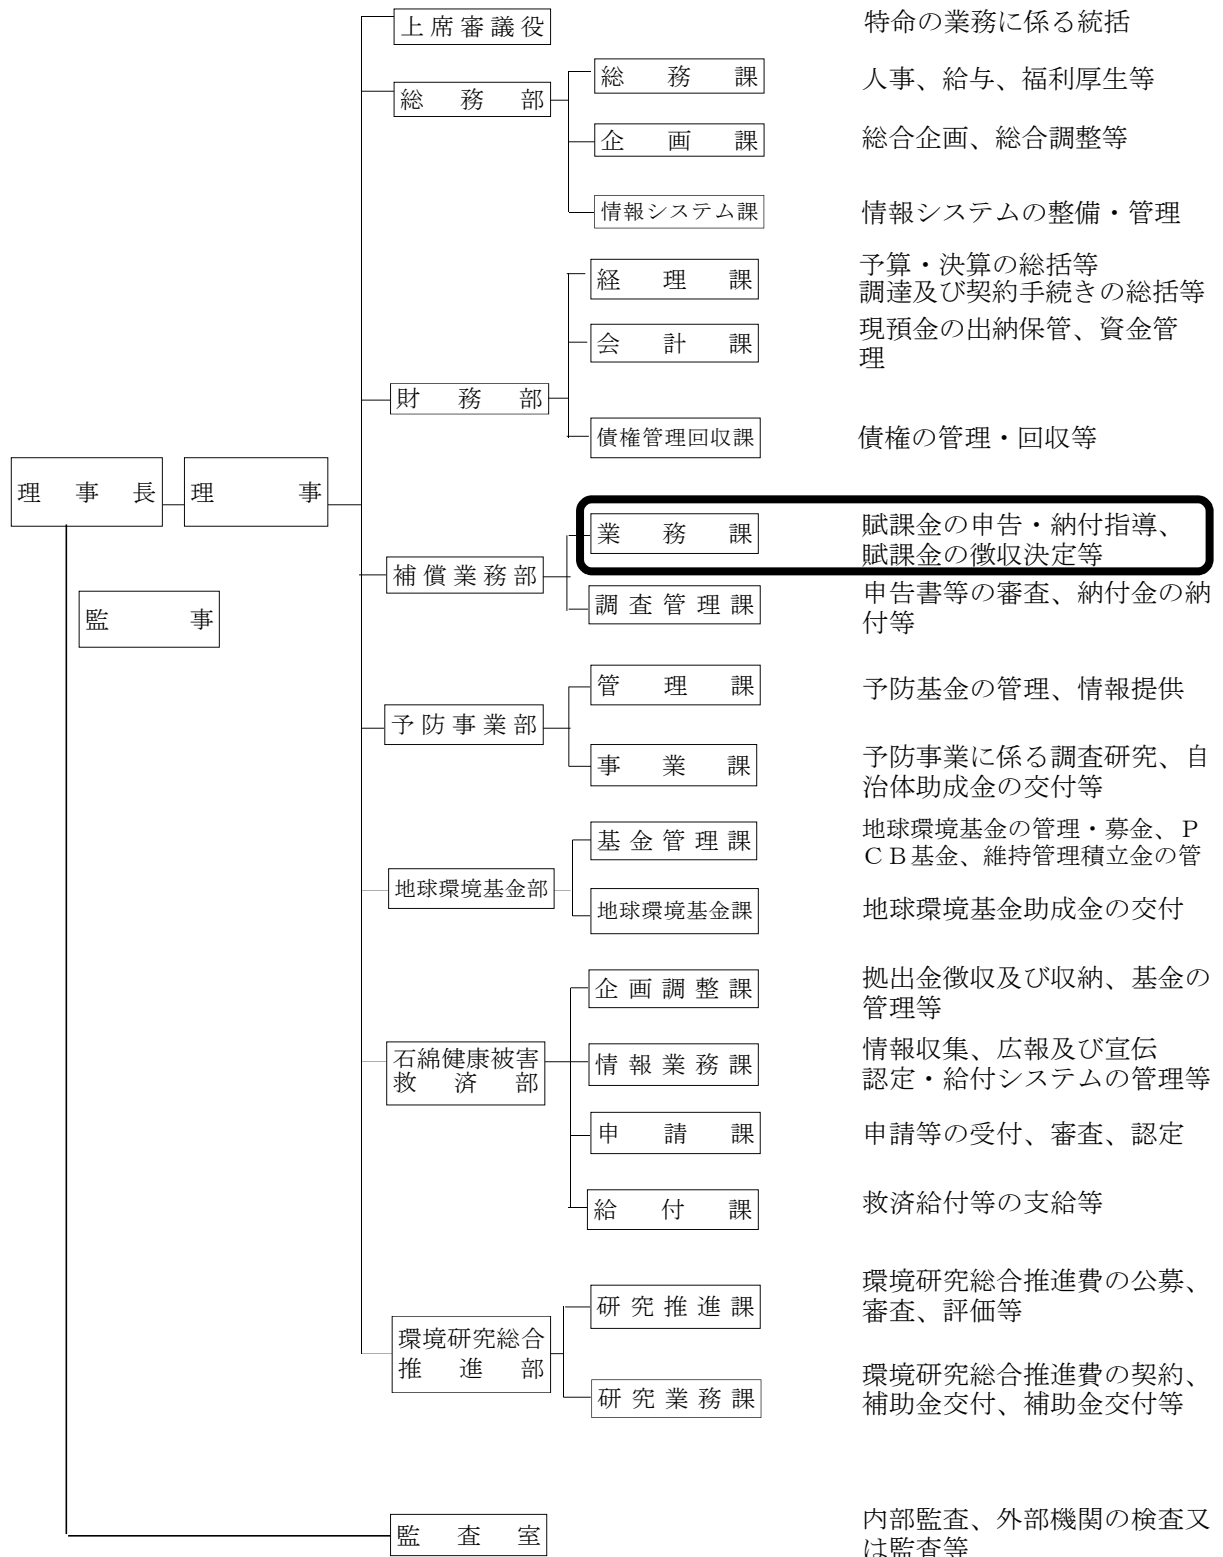 上席審議役
特命の業務に係る統括
総務部
総務課
人事、給与、福利厚生等
企画課
総合企画、総合調整等
情報システム課
情報システムの整備・管理
財務部
経理課
予算・決算の総括等
調達及び契約手続きの総括等
会計課
現預金の出納保管、資金管
理
債権管理回収課
債権の管理・回収等
理事長
理事
監事
補償業務部
業務課
賦課金の申告・納付指導、
賦課金の徴収決定等
調査管理課
申告書等の審査、納付金の納
付等
予防事業部
管理課
予防基金の管理、情報提供
事業課
予防事業に係る調査研究、自
治体助成金の交付等
地球環境基金部
基金管理課
地球環境基金の管理・募金、Ｐ
ＣＢ基金、維持管理積立金の管
地球環境基金課
地球環境基金助成金の交付
石綿健康被害
救済部
企画調整課
拠出金徴収及び収納、基金の
管理等
情報業務課
情報収集、広報及び宣伝
認定・給付システムの管理等
申請課
申請等の受付、審査、認定
給付課
救済給付等の支給等
環境研究総合
推進部
研究推進課
環境研究総合推進費の公募、
審査、評価等
研究業務課
環境研究総合推進費の契約、
補助金交付、補助金交付等
監査室
内部監査、外部機関の検査又
は監査等